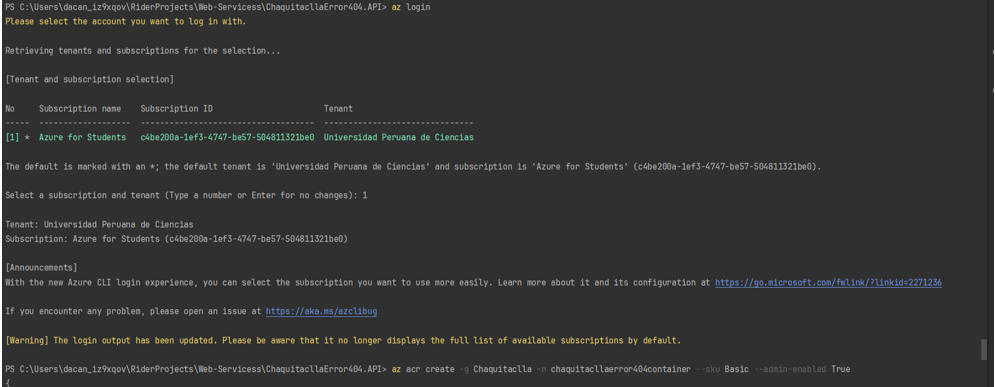 PS C:\Users\dacan_iz9xqov\RiderProjects\Web-Servicess\ChaquitacllaError404.API> az login
Please select the account you want to log in with.
Retrieving tenants and subscriptions for the selection...
[Tenant and subscription selection]
No     Subscription name    Subscription ID                       Tenant
-----  -------------------  ------------------------------------  -------------------------------
[1] *  Azure for Students   c4be200a-1ef3-4747-be57-504811321be0  Universidad Peruana de Ciencias
The default is marked with an *; the default tenant is 'Universidad Peruana de Ciencias' and subscription is 'Azure for Students' (c4be200a-1ef3-4747-be57-504811321be0).
Select a subscription and tenant (Type a number or Enter for no changes): 1
Tenant: Universidad Peruana de Ciencias
Subscription: Azure for Students (c4be200a-1ef3-4747-be57-504811321be0)
[Announcements]
With the new Azure CLI login experience, you can select the subscription you want to use more easily. Learn more about it and its configuration at https://go.microsoft.com/fwlink/?linkid=2271236
If you encounter any problem, please open an issue at https://aka.ms/azclibug
[Warning] The login output has been updated. Please be aware that it no longer displays the full list of available subscriptions by default.
PS C:\Users\dacan_iz9xqov\RiderProjects\Web-Servicess\ChaquitacllaError404.API> az acr create -g Chaquitaclla -n chaquitacllaerror404container --sku Basic --admin-enabled True
{